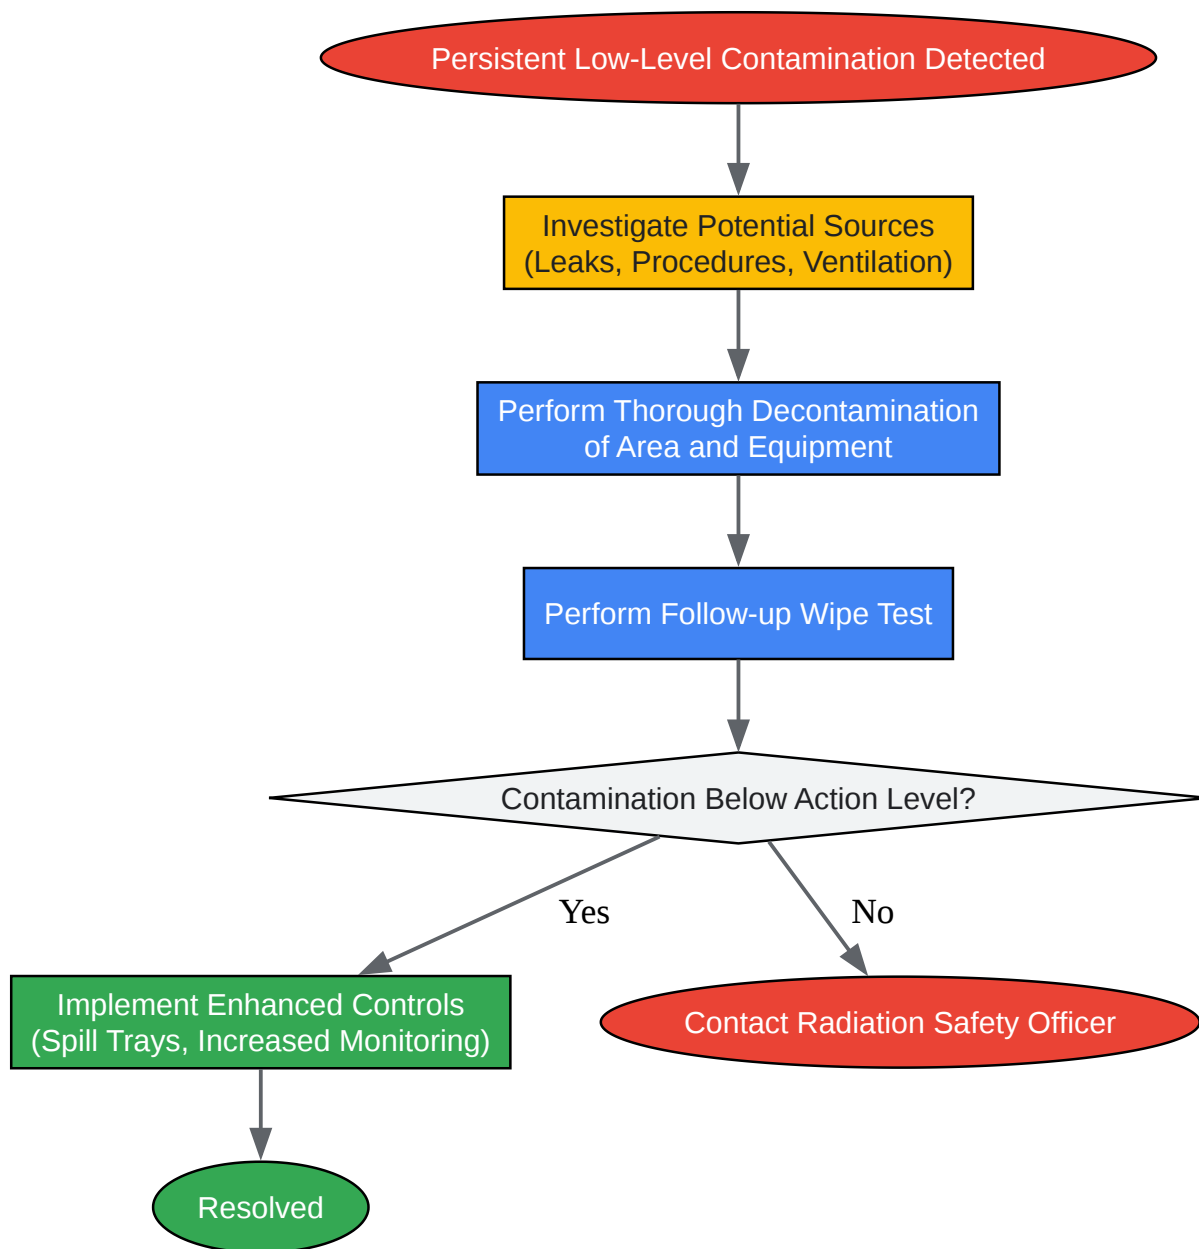 Persistent Low-Level Contamination Detected
Investigate Potential Sources
(Leaks, Procedures, Ventilation)
Perform Thorough Decontamination
of Area and Equipment
Perform Follow-up Wipe Test
Contamination Below Action Level?
Yes
No
Implement Enhanced Controls
(Spill Trays, Increased Monitoring)
Contact Radiation Safety Officer
Resolved